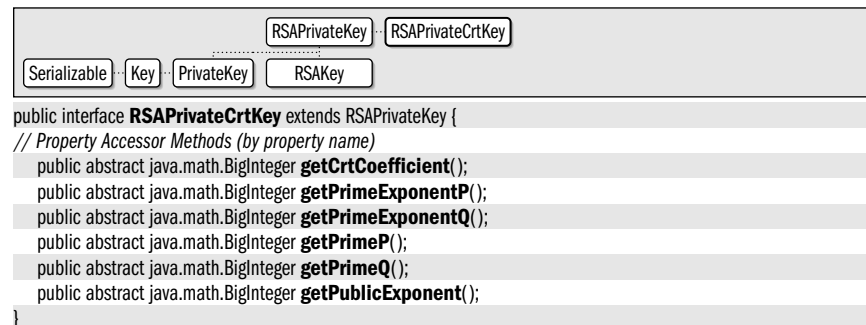 RSAPrivateKey RSAPrivateCrtKey
Serializable Key PrivateKey RSAKey
public interface RSAPrivateCrtKey extends RSAPrivateKey {
// Property Accessor Methods (by property name)
public abstract java.math.BigInteger getCrtCoefficient();
public abstract java.math.BigInteger getPrimeExponentP();
public abstract java.math.BigInteger getPrimeExponentQ();
public abstract java.math.BigInteger getPrimeP();
public abstract java.math.BigInteger getPrimeQ();
public abstract java.math.BigInteger getPublicExponent();
}